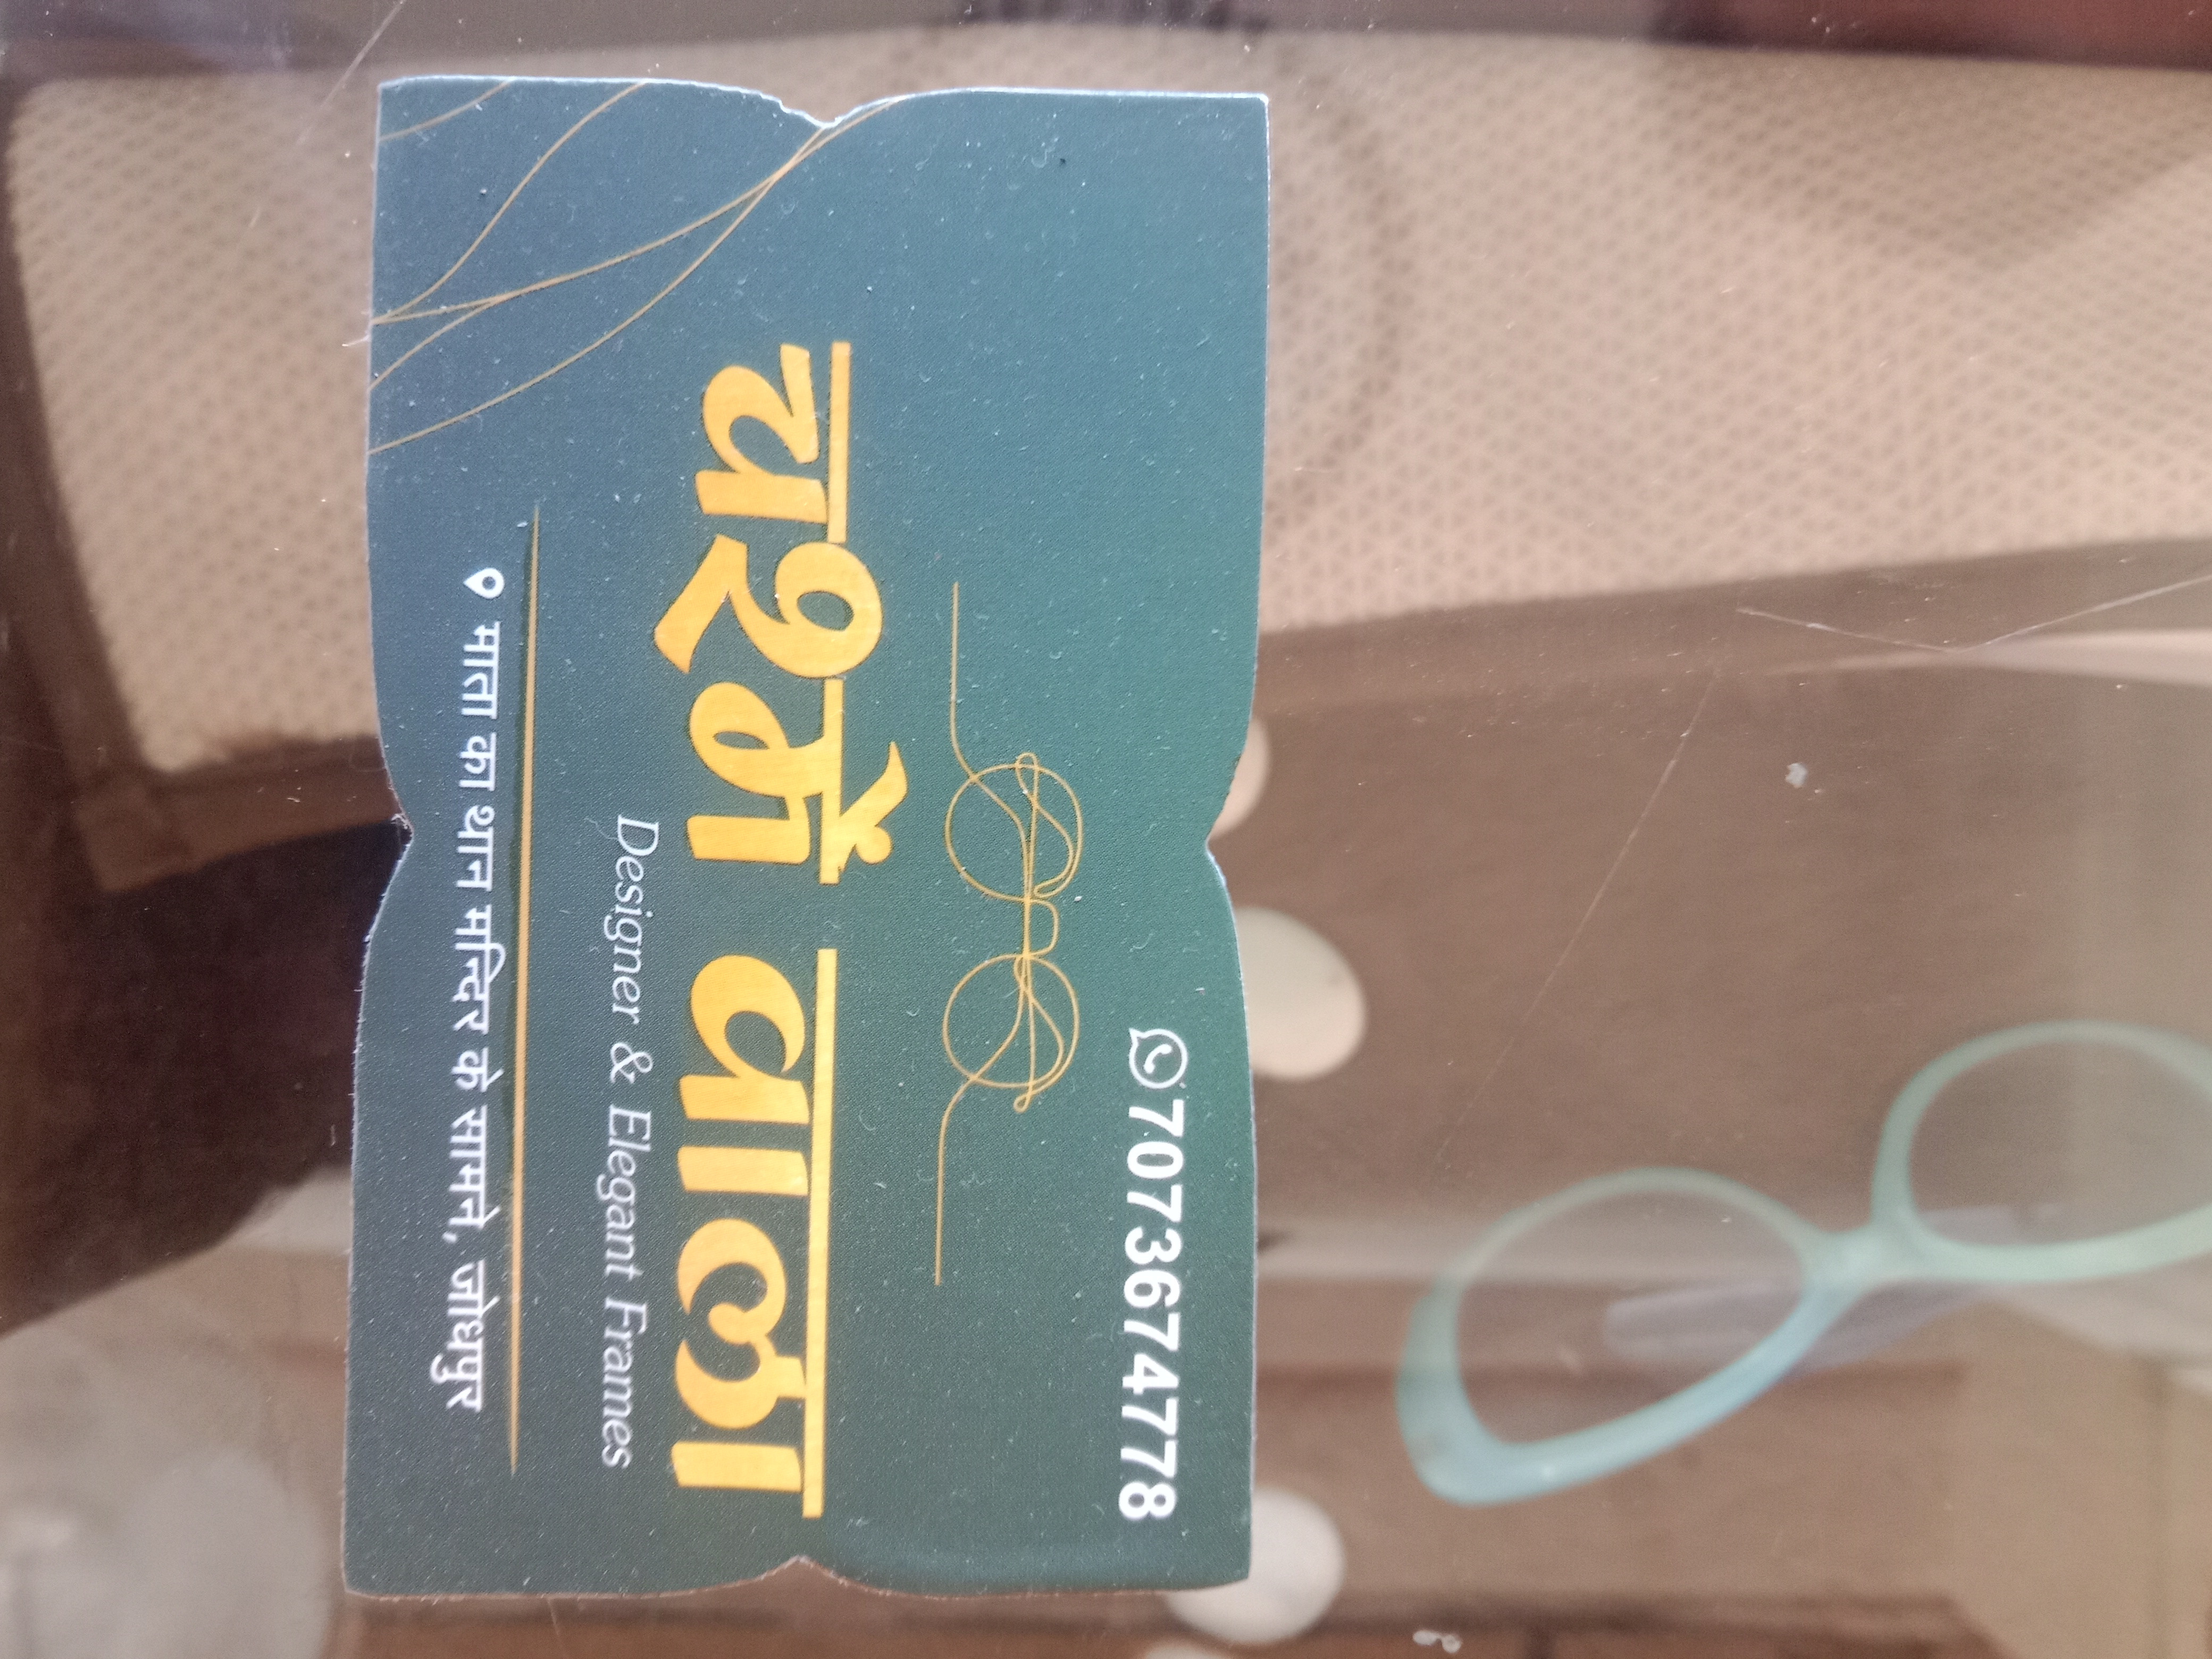 7073674778
चश्में वाला
Designer & Elegant Frames
माता का थान मन्दिर के सामने, जोधपुर